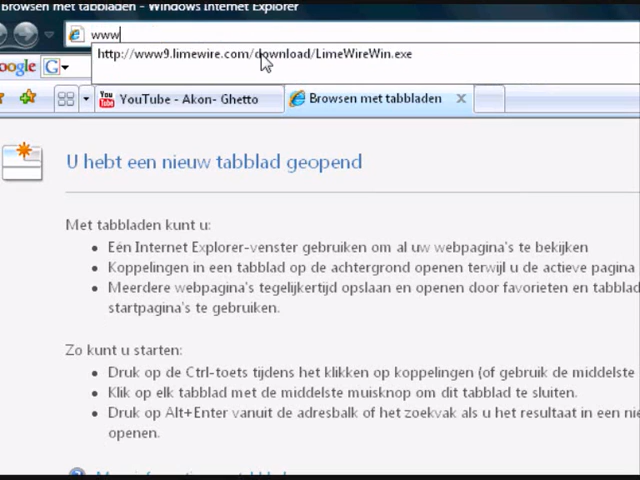 Browsen met tabbladen - Windows Internet Explorer
www
http://www9.limewire.com/download/LimeWireWin.exe
oogle G
YouTube - Akon- Ghetto
Browsen met tabbladen X
U hebt een nieuw tabblad geopend
Met tabbladen kunt u:
• Eén Internet Explorer-venster gebruiken om al uw webpagina's te bekijken
• Koppelingen in een tabblad op de achtergrond openen terwijl u de actieve pagina
• Meerdere webpagina's tegelijkertijd opslaan en openen door favorieten en tabblad
startpagina's te gebruiken.
Zo kunt u starten:
• Druk op de Ctrl-toets tijdens het klikken op koppelingen (of gebruik de middelste
• Klik op elk tabblad met de middelste muisknop om dit tabblad te sluiten.
• Druk op Alt+Enter vanuit de adresbalk of het zoekvak als u het resultaat in een nie
openen.